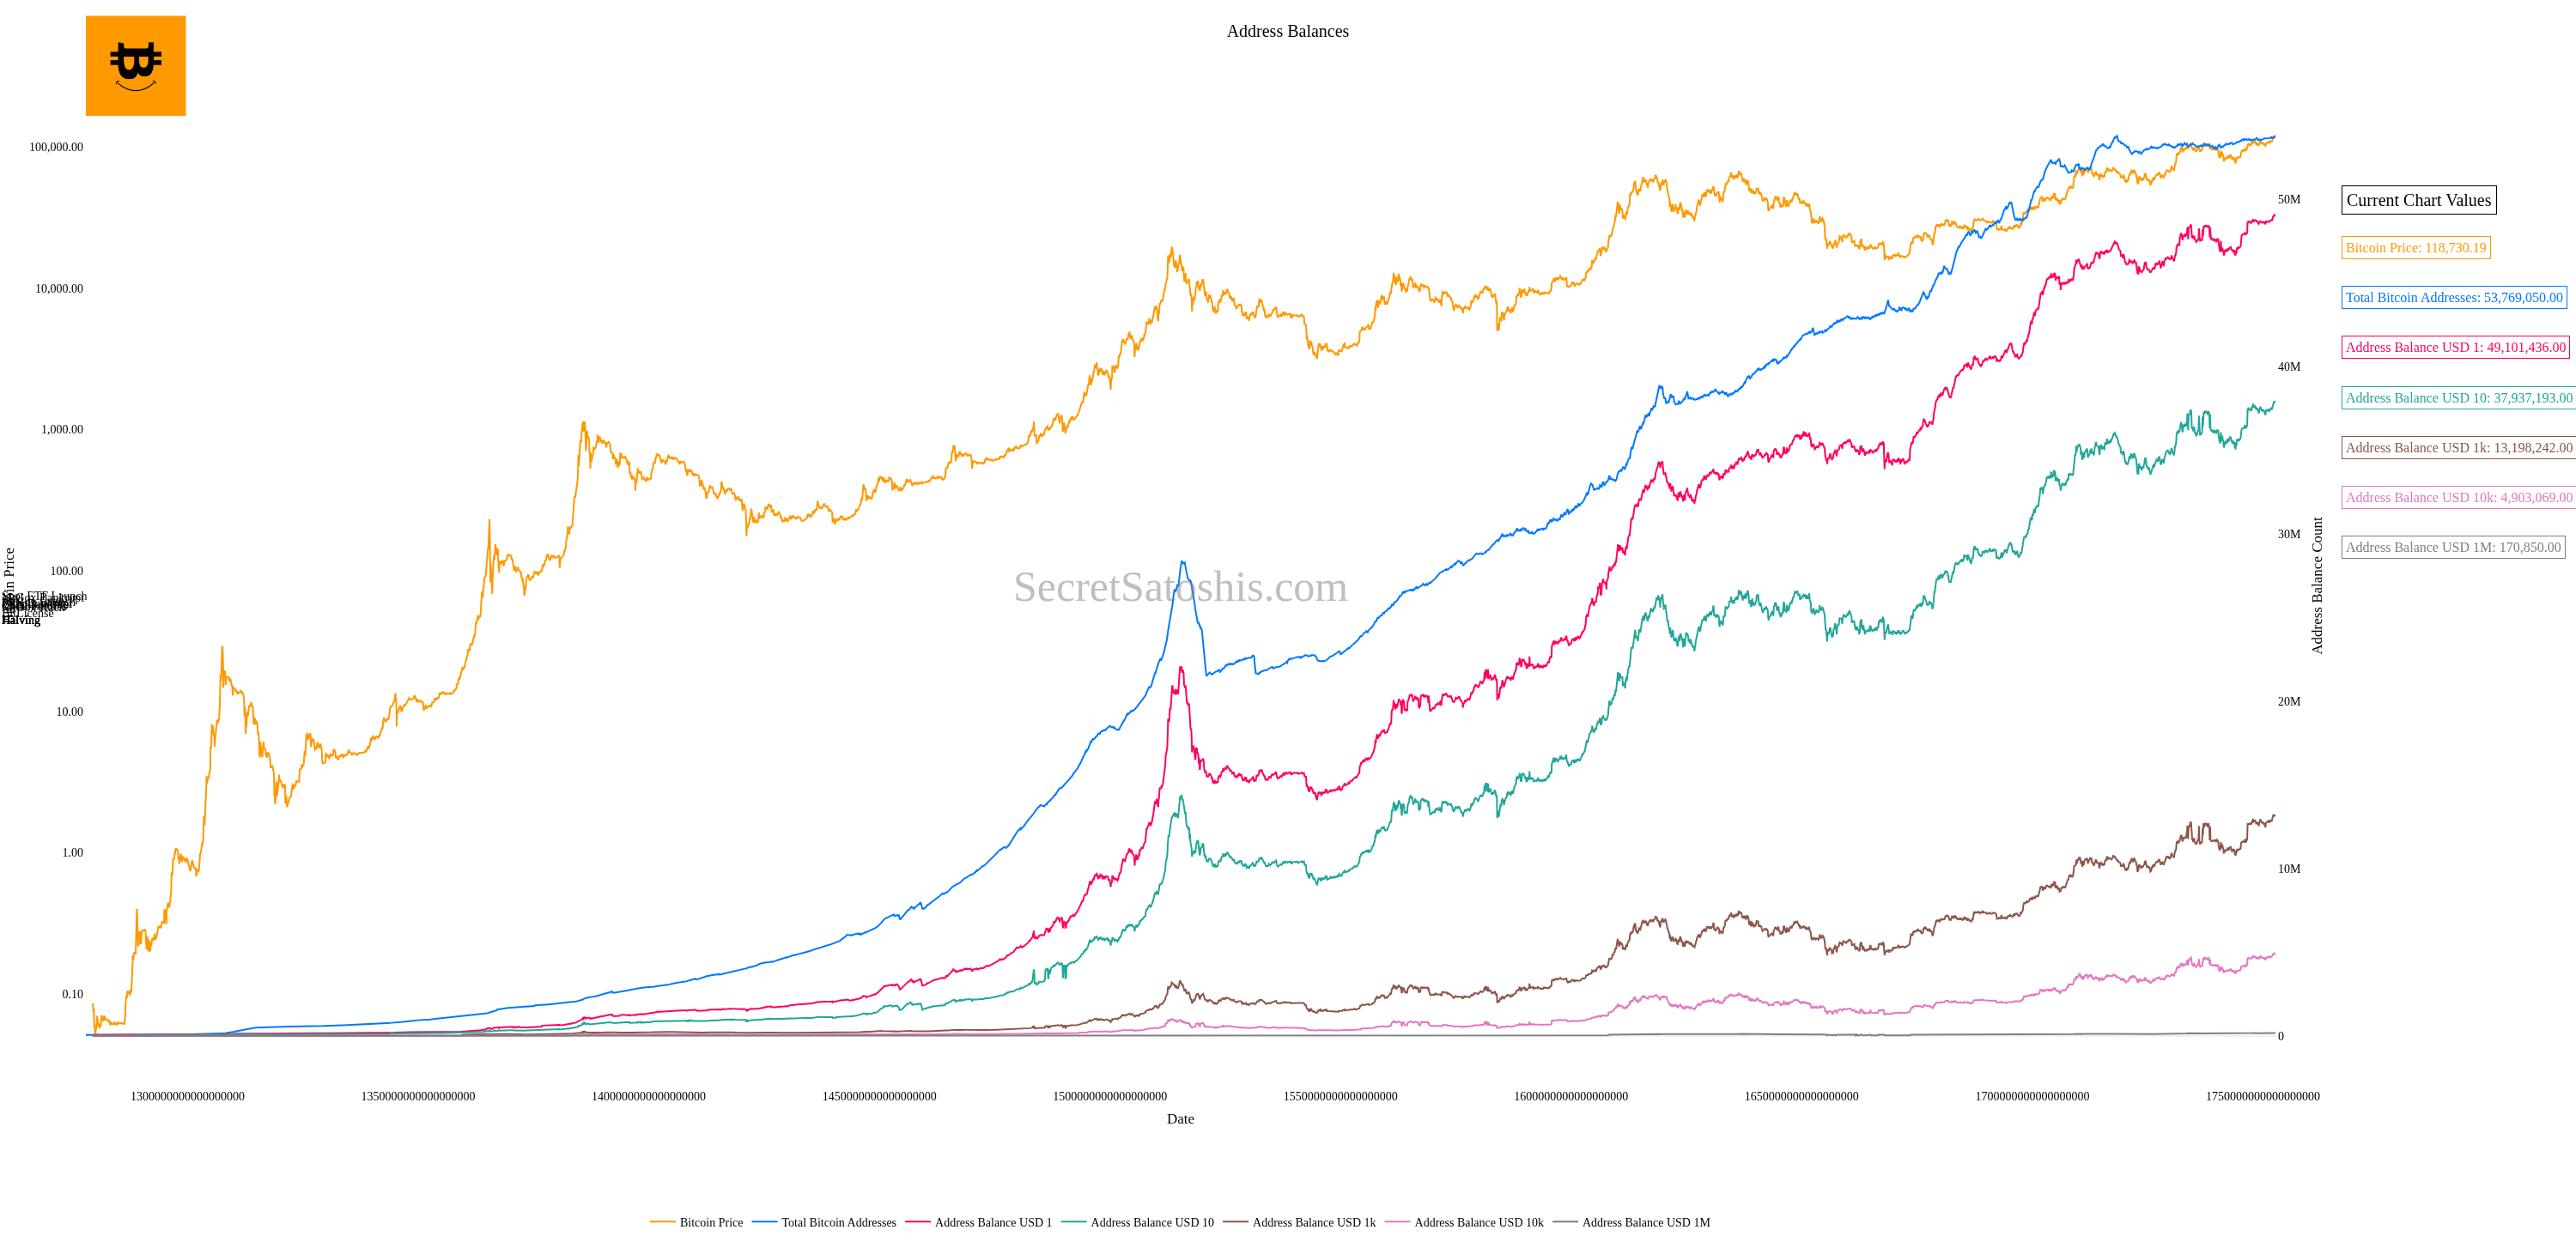 Address Balances
100,000.00
10,000.00
1,000.00
100.00
10.00
1.00
0.10
50M
40M
30M
20M
10M
0
Address Balance Count
Current Chart Values
Bitcoin Price: 118,730.19
Total Bitcoin Addresses: 53,769,050.00
Address Balance USD 1: 49,101,436.00
Address Balance USD 10: 37,937,193.00
Address Balance USD 1k: 13,198,242.00
Address Balance USD 10k: 4,903,069.00
Address Balance USD 1M: 170,850.00
SecretSatoshis.com
Halving
1300000000000000000
1350000000000000000
1400000000000000000
1450000000000000000
1500000000000000000
1550000000000000000
1600000000000000000
1650000000000000000
1700000000000000000
1750000000000000000
Date
Bitcoin Price
Total Bitcoin Addresses
Address Balance USD 1
Address Balance USD 10
Address Balance USD 1k
Address Balance USD 10k
Address Balance USD 1M